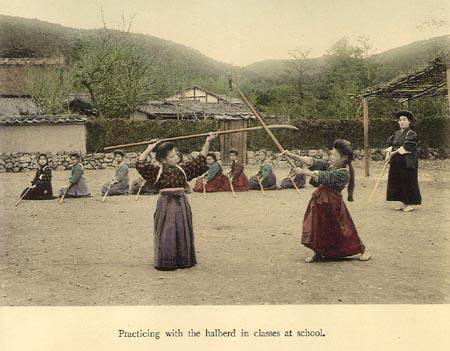 Practicing with the halberd in classes at school.